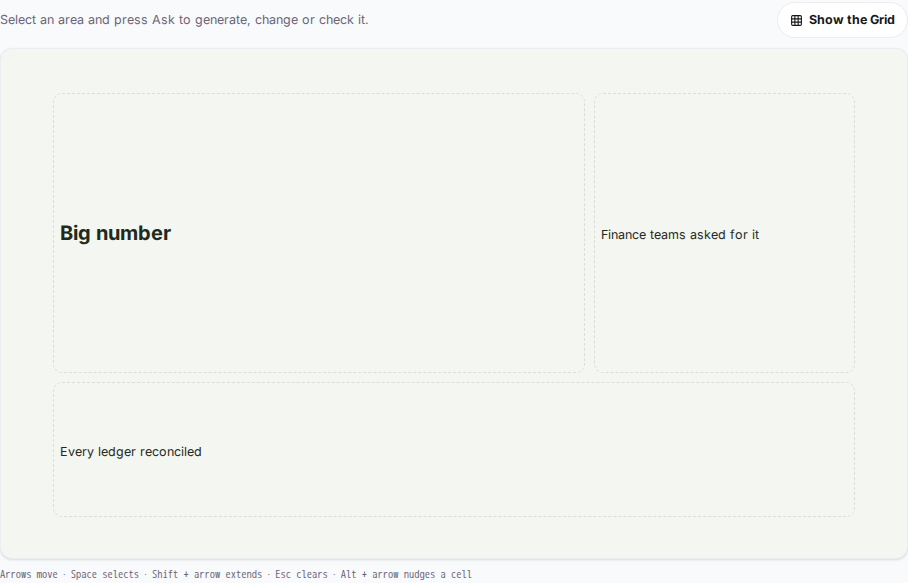 Select an area and press Ask to generate, change or check it.
Show the Grid
Big number
Finance teams asked for it
Every ledger reconciled
Arrows move · Space selects · Shift + arrow extends · Esc clears · Alt + arrow nudges a cell